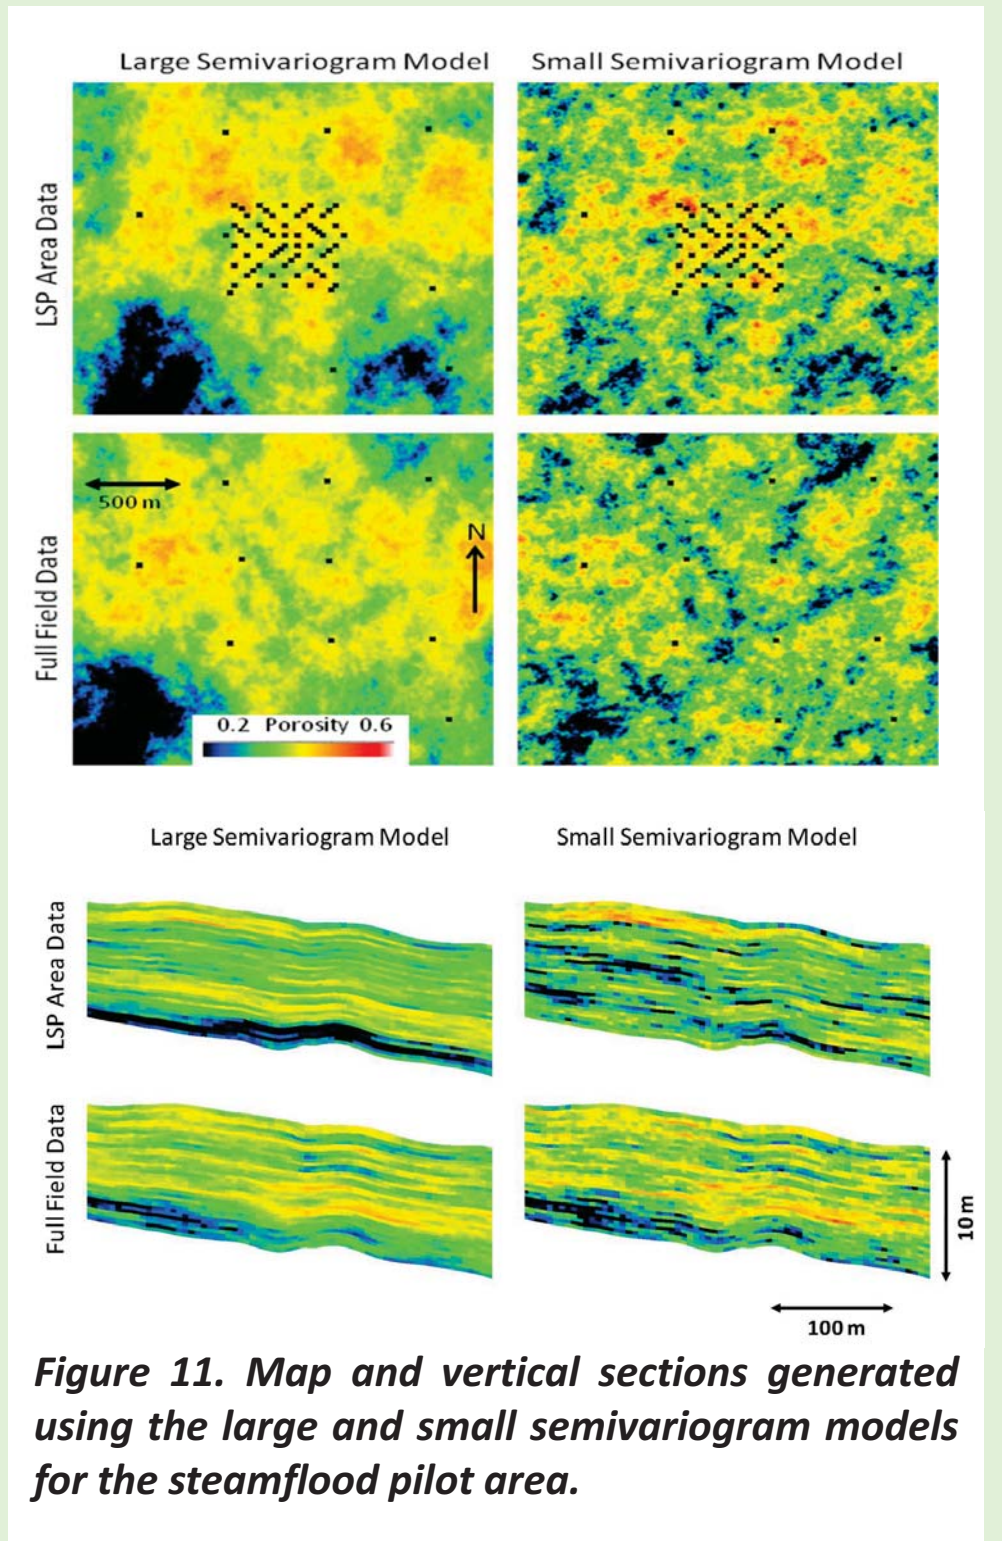 Large Semivariogram Model
Small Semivariogram Model
LSP Area Data
Full Field Data
500 m
N
0.2 Porosity 0.6
Large Semivariogram Model
Small Semivariogram Model
LSP Area Data
Full Field Data
10m
100 m
Figure 11. Map and vertical sections generated
using the large and small semivariogram models
for the steamflood pilot area.